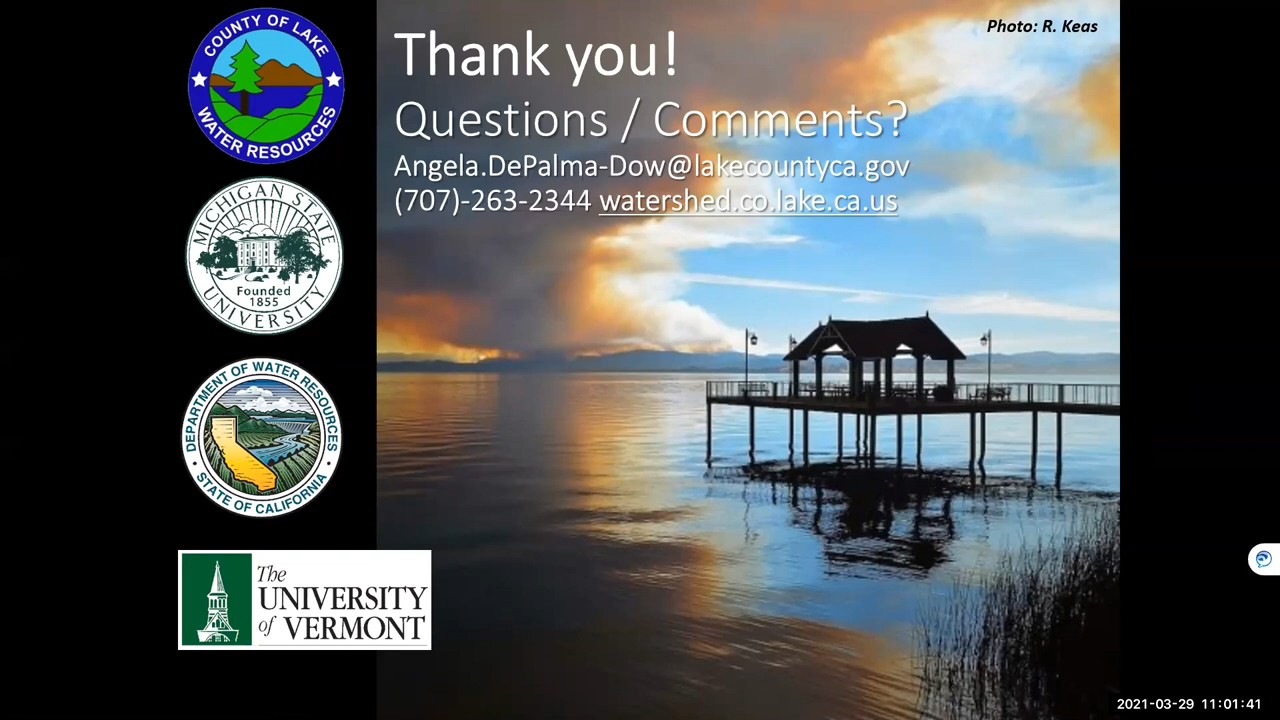 COUNTY OF LAKE
WATER RESOURCES
MICHIGAN STATE
UNIVERSITY
Founded
1855
DEPARTMENT OF WATER RESOURCES
STATE OF CALIFORNIA
The
UNIVERSITY
of VERMONT
Photo: R. Keas
Thank you!
Questions / Comments?
Angela.DePalma-Dow@lakecountyca.gov
(707)-263-2344 watershed.co.lake.ca.us
2021-03-29 11:01:41